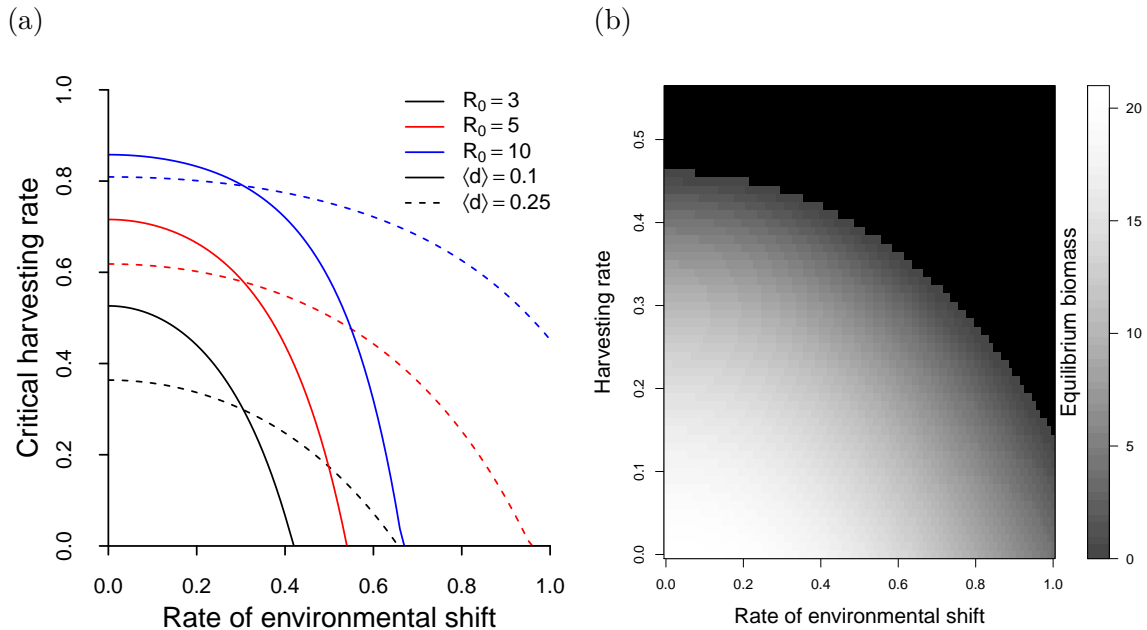 (a)
Critical harvesting rate
1.0
0.8
0.6
0.4
0.2
0.0
R0 = 3
R0 = 5
R0 = 10
⟨d⟩ = 0.1
⟨d⟩ = 0.25
0.0 0.2 0.4 0.6 0.8 1.0
Rate of environmental shift
(b)
Harvesting rate
0.5
0.4
0.3
0.2
0.1
0.0
0.0 0.2 0.4 0.6 0.8 1.0
Rate of environmental shift
Equilibrium biomass
20
15
10
5
0